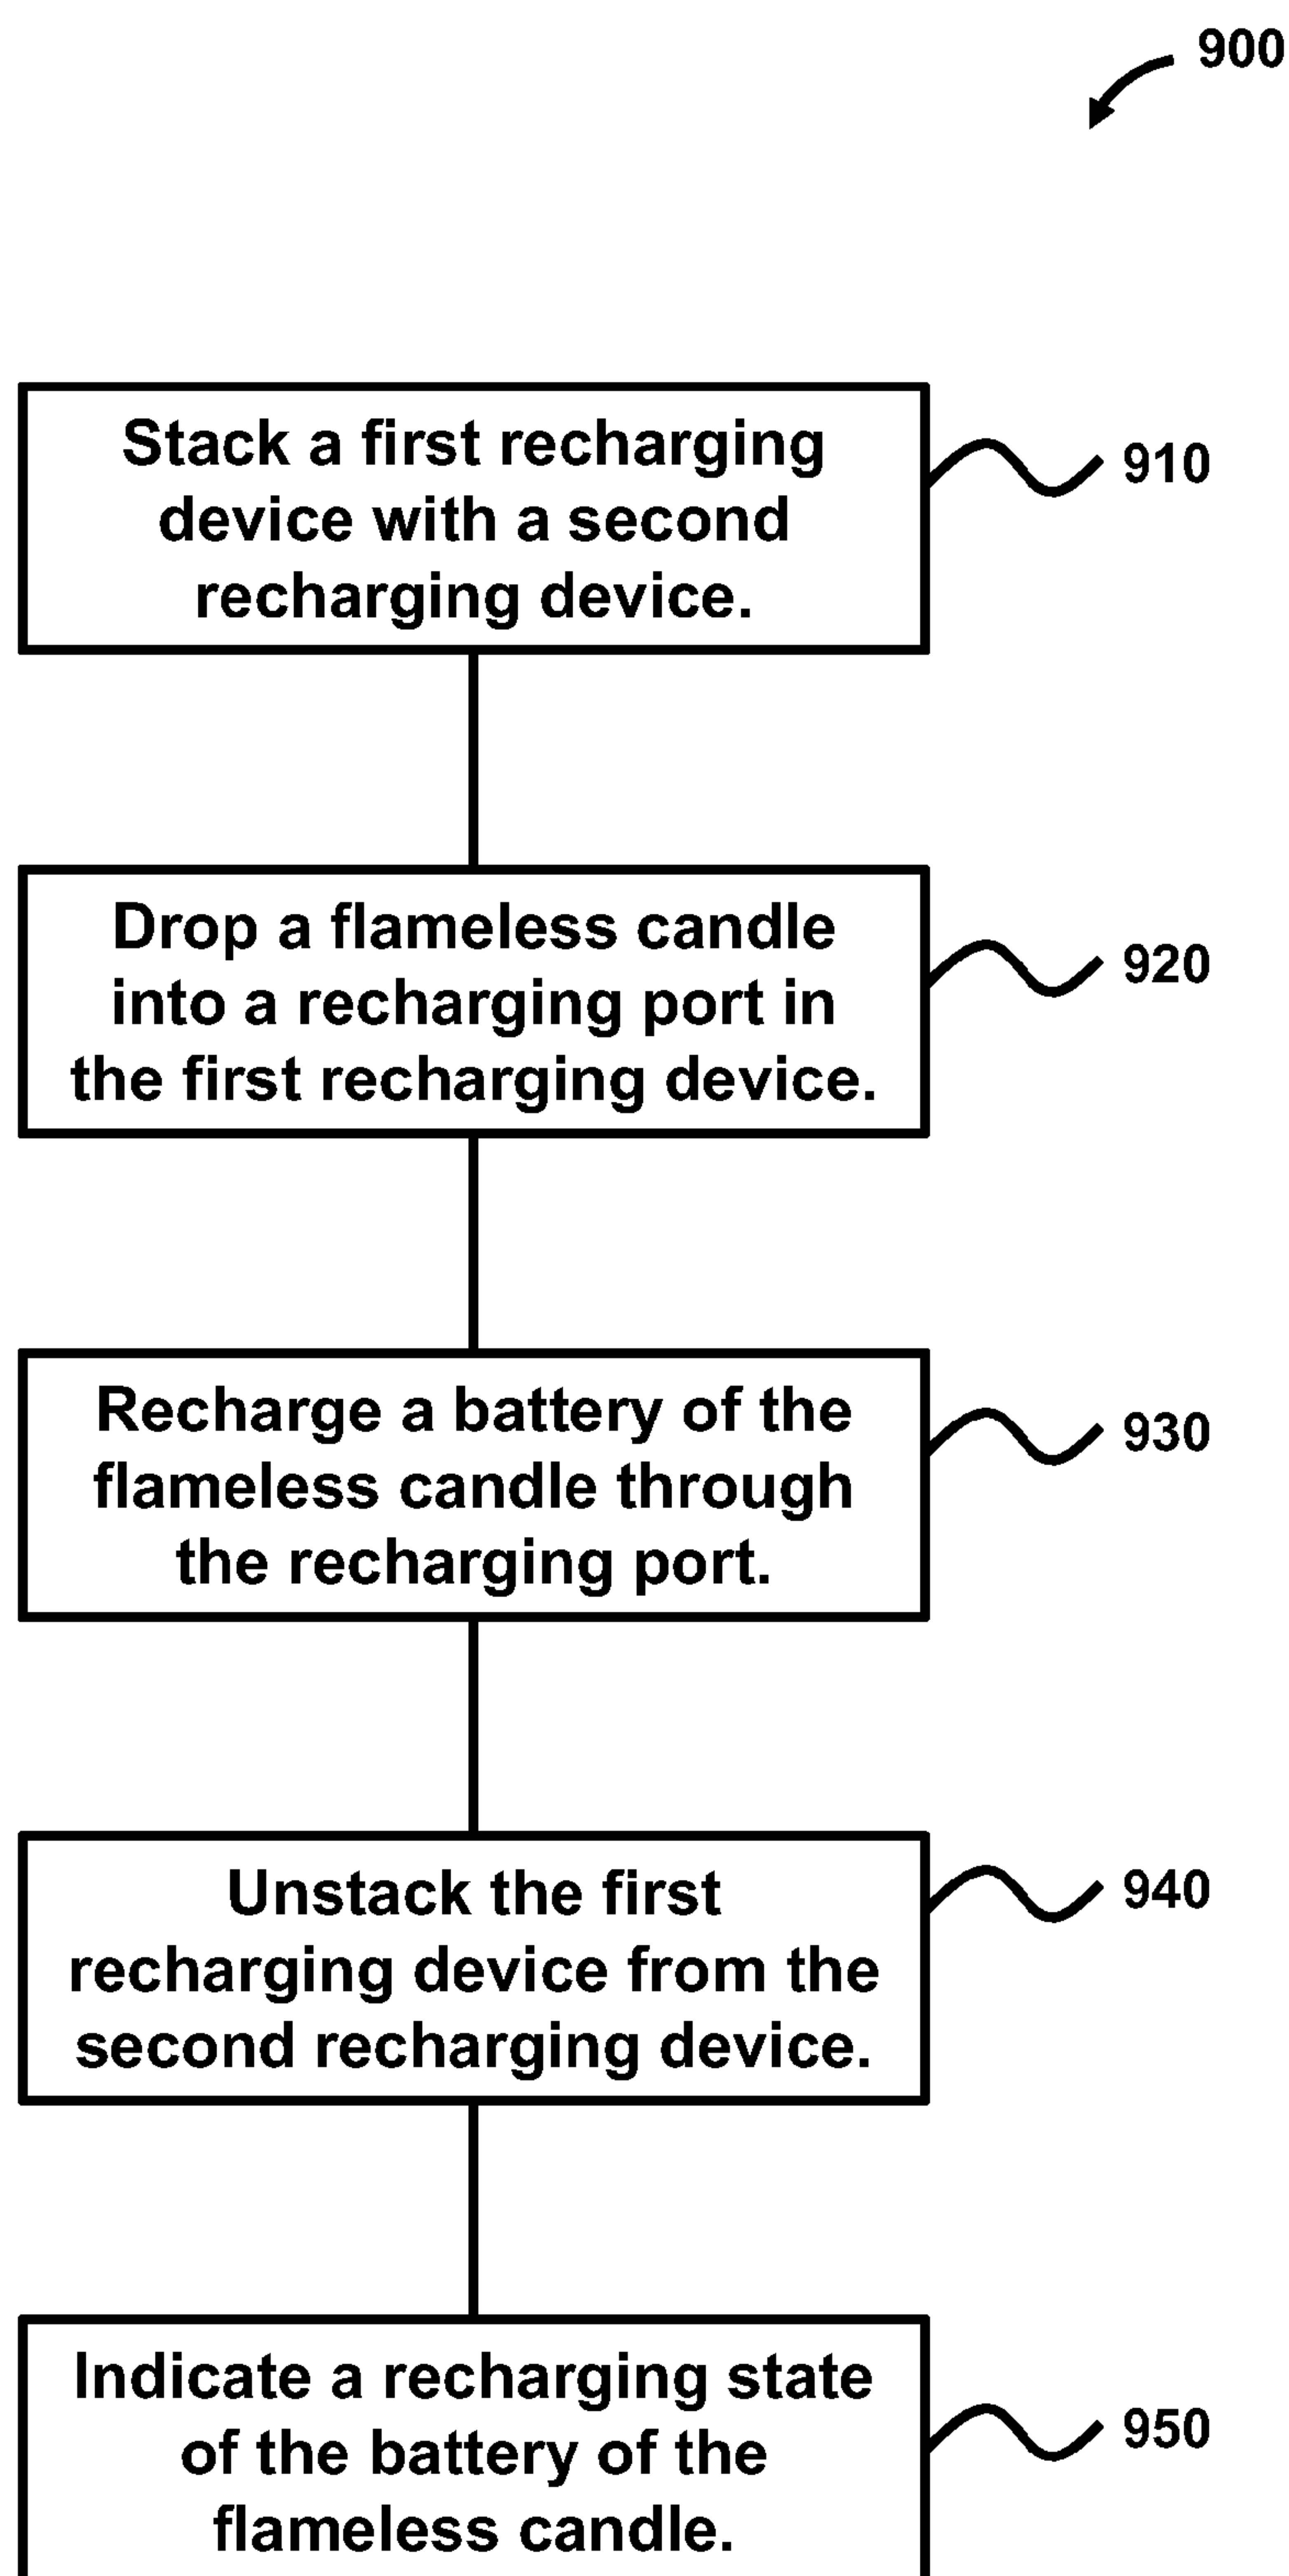 900
Stack a first recharging
device with a second
recharging device.
910
Drop a flameless candle
into a recharging port in
the first recharging device.
920
Recharge a battery of the
flameless candle through
the recharging port.
930
Unstack the first
recharging device from the
second recharging device.
940
Indicate a recharging state
of the battery of the
flameless candle.
950